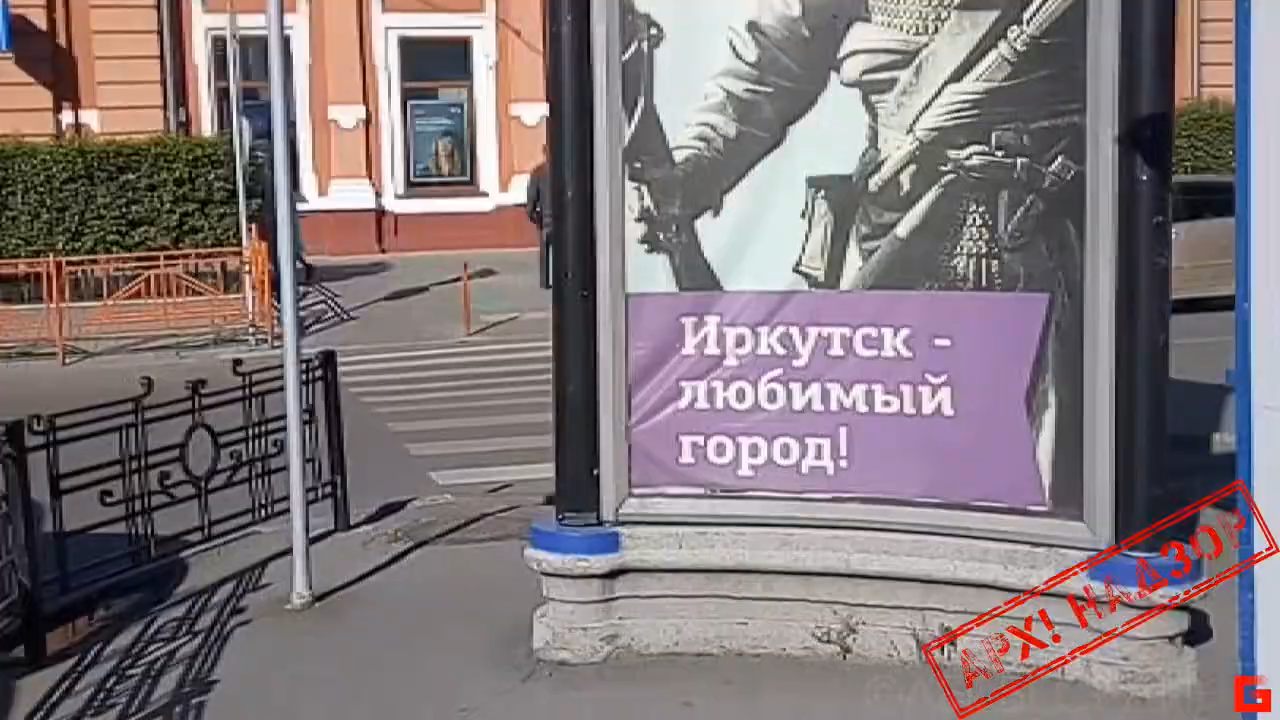 Иркутск -
любимый
город!
АРХ! НАДЗОР
G